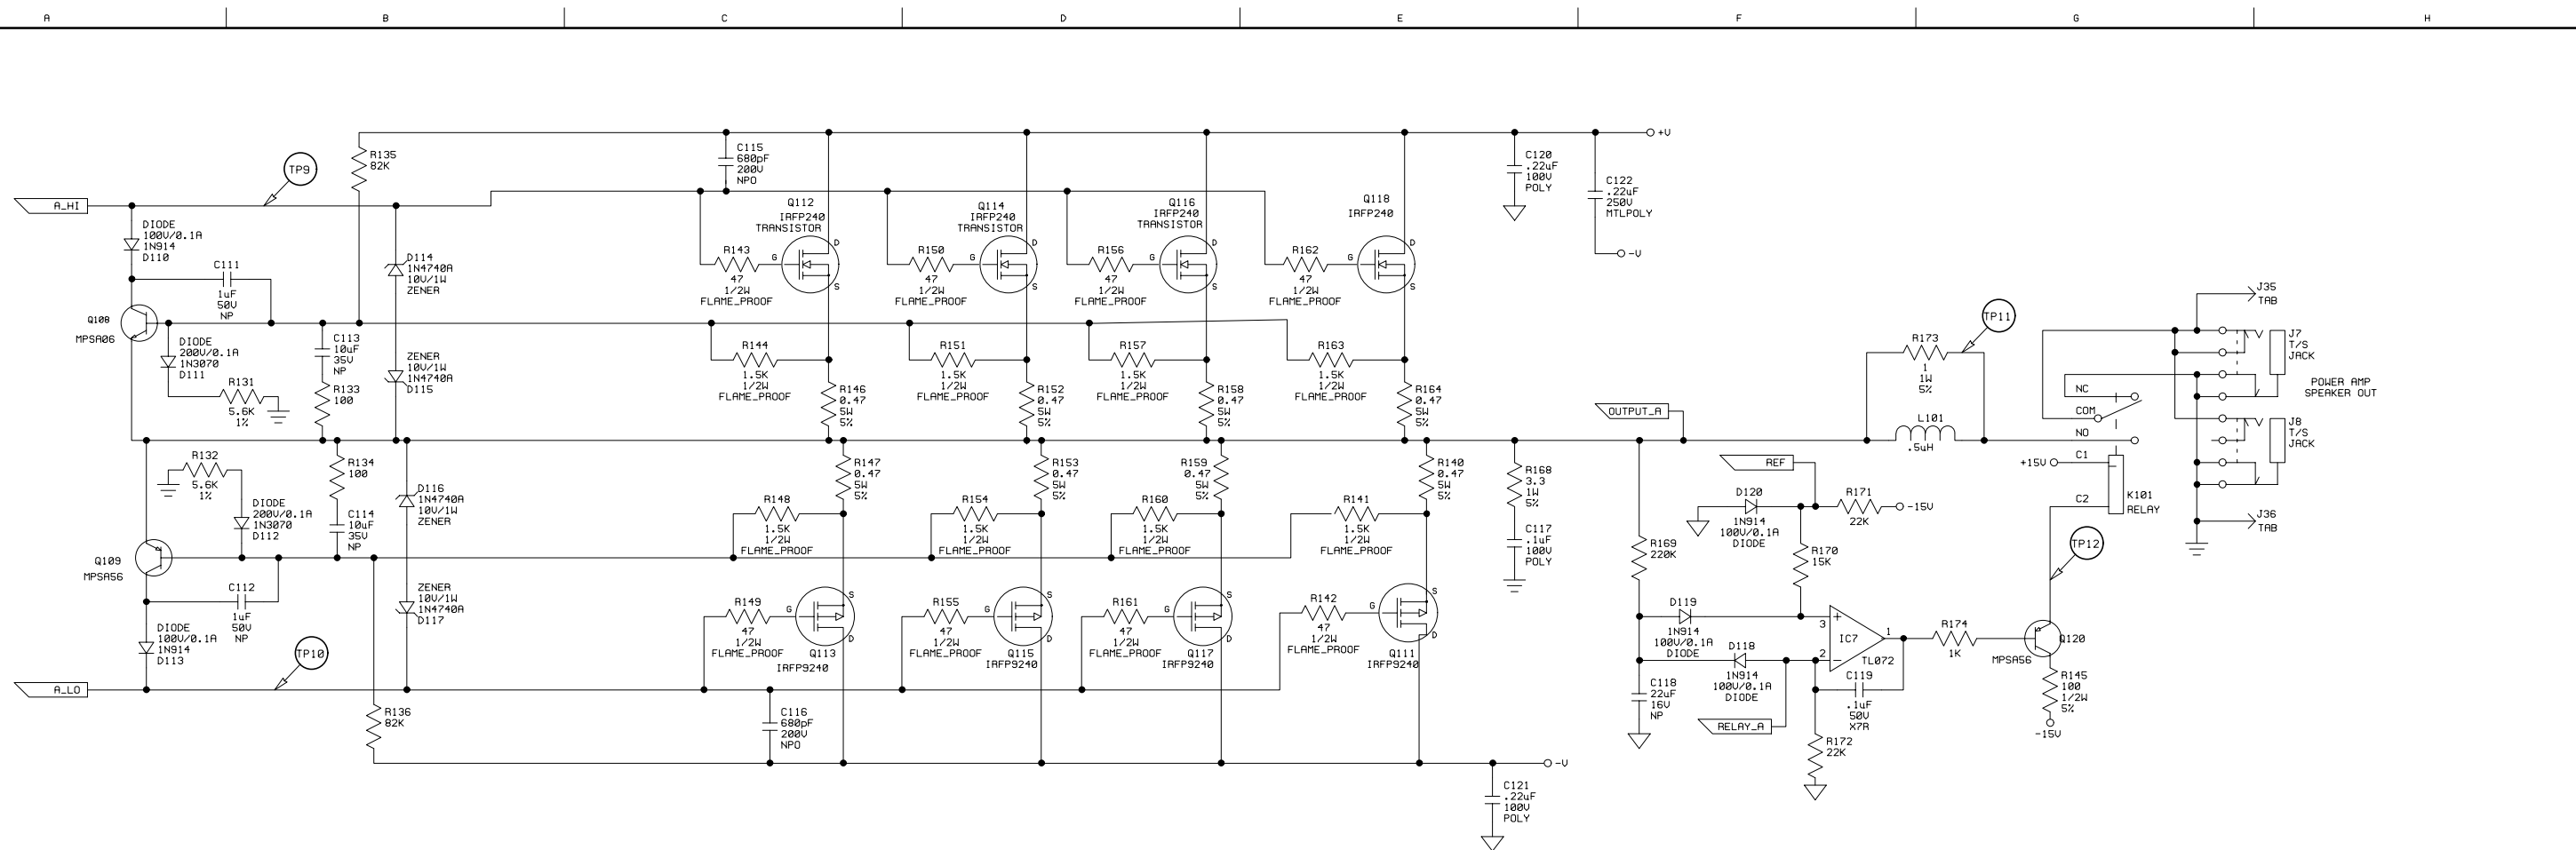 A
B
C
D
E
F
G
H
TP9
R135
82K
A_HI
DIODE
100V/0.1A
1N914
D110
C111
1uF
50V
NP
Q108
MPSA06
DIODE
200V/0.1A
1N3070
D111
R131
5.6K
1%
C113
10uF
35V
NP
R133
100
D114
1N4740A
10V/1W
ZENER
ZENER
10V/1W
1N4740A
D115
C115
680pF
200V
NPO
Q112
IRFP240
TRANSISTOR
R143
47
1/2W
FLAME_PROOF
G
D
S
Q114
IRFP240
TRANSISTOR
R150
47
1/2W
FLAME_PROOF
G
D
S
Q116
IRFP240
TRANSISTOR
R156
47
1/2W
FLAME_PROOF
G
D
S
Q118
IRFP240
R162
47
1/2W
FLAME_PROOF
G
D
S
C120
.22uF
100V
POLY
+V
C122
.22uF
250V
MTLPOLY
-V
R144
1.5K
1/2W
FLAME_PROOF
R146
0.47
5W
5%
R151
1.5K
1/2W
FLAME_PROOF
R152
0.47
5W
5%
R157
1.5K
1/2W
FLAME_PROOF
R158
0.47
5W
5%
R163
1.5K
1/2W
FLAME_PROOF
R164
0.47
5W
5%
R132
5.6K
1%
DIODE
200V/0.1A
1N3070
D112
R134
100
C114
10uF
35V
NP
D116
1N4740A
10V/1W
ZENER
ZENER
10V/1W
1N4740A
D117
Q109
MPSA56
C112
1uF
50V
NP
DIODE
100V/0.1A
1N914
D113
TP10
A_LO
R136
82K
R147
0.47
5W
5%
R148
1.5K
1/2W
FLAME_PROOF
R153
0.47
5W
5%
R154
1.5K
1/2W
FLAME_PROOF
R159
0.47
5W
5%
R160
1.5K
1/2W
FLAME_PROOF
R140
0.47
5W
5%
R141
1.5K
1/2W
FLAME_PROOF
R168
3.3
1W
5%
C117
.1uF
100V
POLY
R149
47
1/2W
FLAME_PROOF
G
S
D
Q113
IRFP9240
R155
47
1/2W
FLAME_PROOF
G
S
D
Q115
IRFP9240
R161
47
1/2W
FLAME_PROOF
G
S
D
Q117
IRFP9240
R142
47
1/2W
FLAME_PROOF
G
S
D
Q111
IRFP9240
C116
680pF
200V
NPO
-V
C121
.22uF
100V
POLY
OUTPUT_A
REF
D120
1N914
100V/0.1A
DIODE
R171
22K
-15V
R169
220K
R170
15K
D119
1N914
100V/0.1A
DIODE
D118
1N914
100V/0.1A
DIODE
C118
22uF
16V
NP
RELAY_A
+
3
2
-
1
IC7
TL072
C119
.1uF
50V
X7R
R172
22K
R174
1K
Q120
MPSA56
R145
100
1/2W
5%
-15V
TP11
R173
1
1W
5%
L101
.5uH
NC
COM
NO
+15V
C1
C2
K101
RELAY
TP12
J35
TAB
J7
T/S
JACK
POWER AMP
SPEAKER OUT
J8
T/S
JACK
J36
TAB